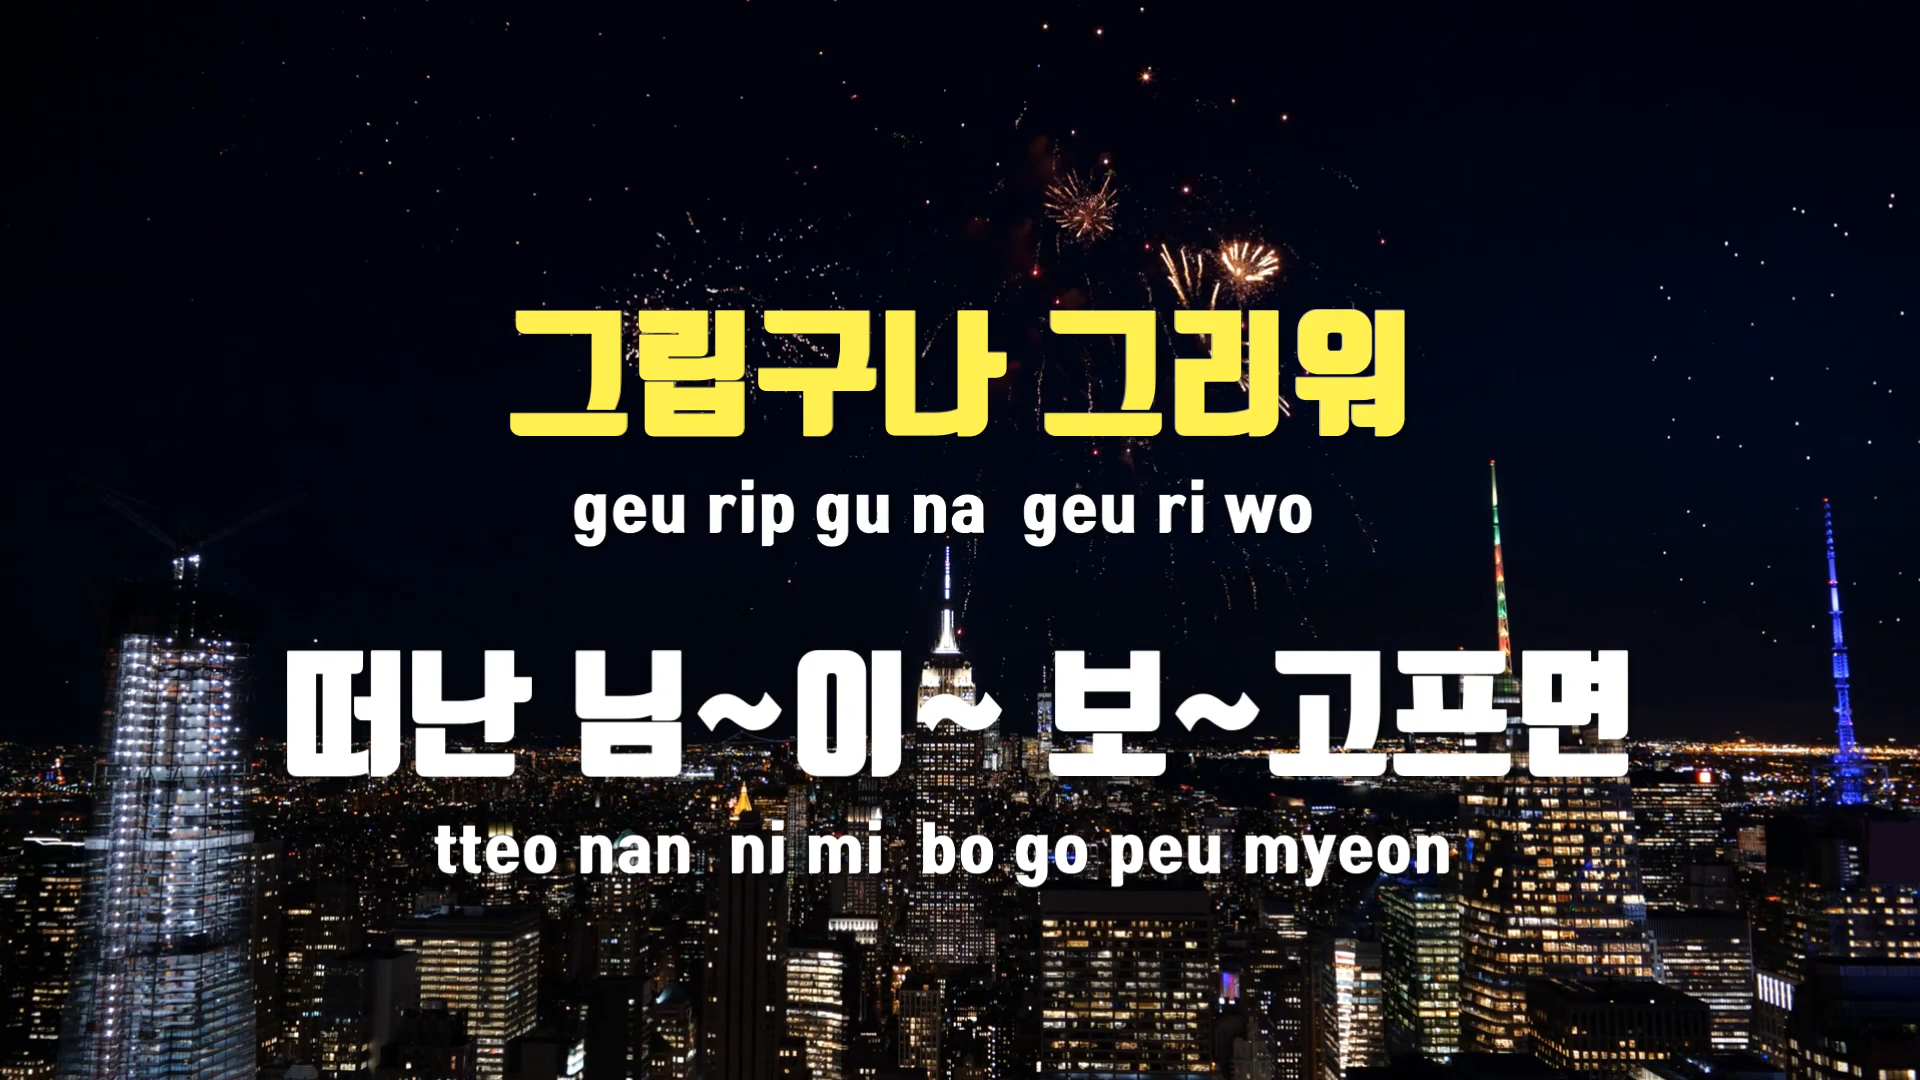 그립구나 그리워
geu rip gu na geu ri wo
떠난 님~이~ 보~고프면
tteo nan ni mi bo go peu myeon